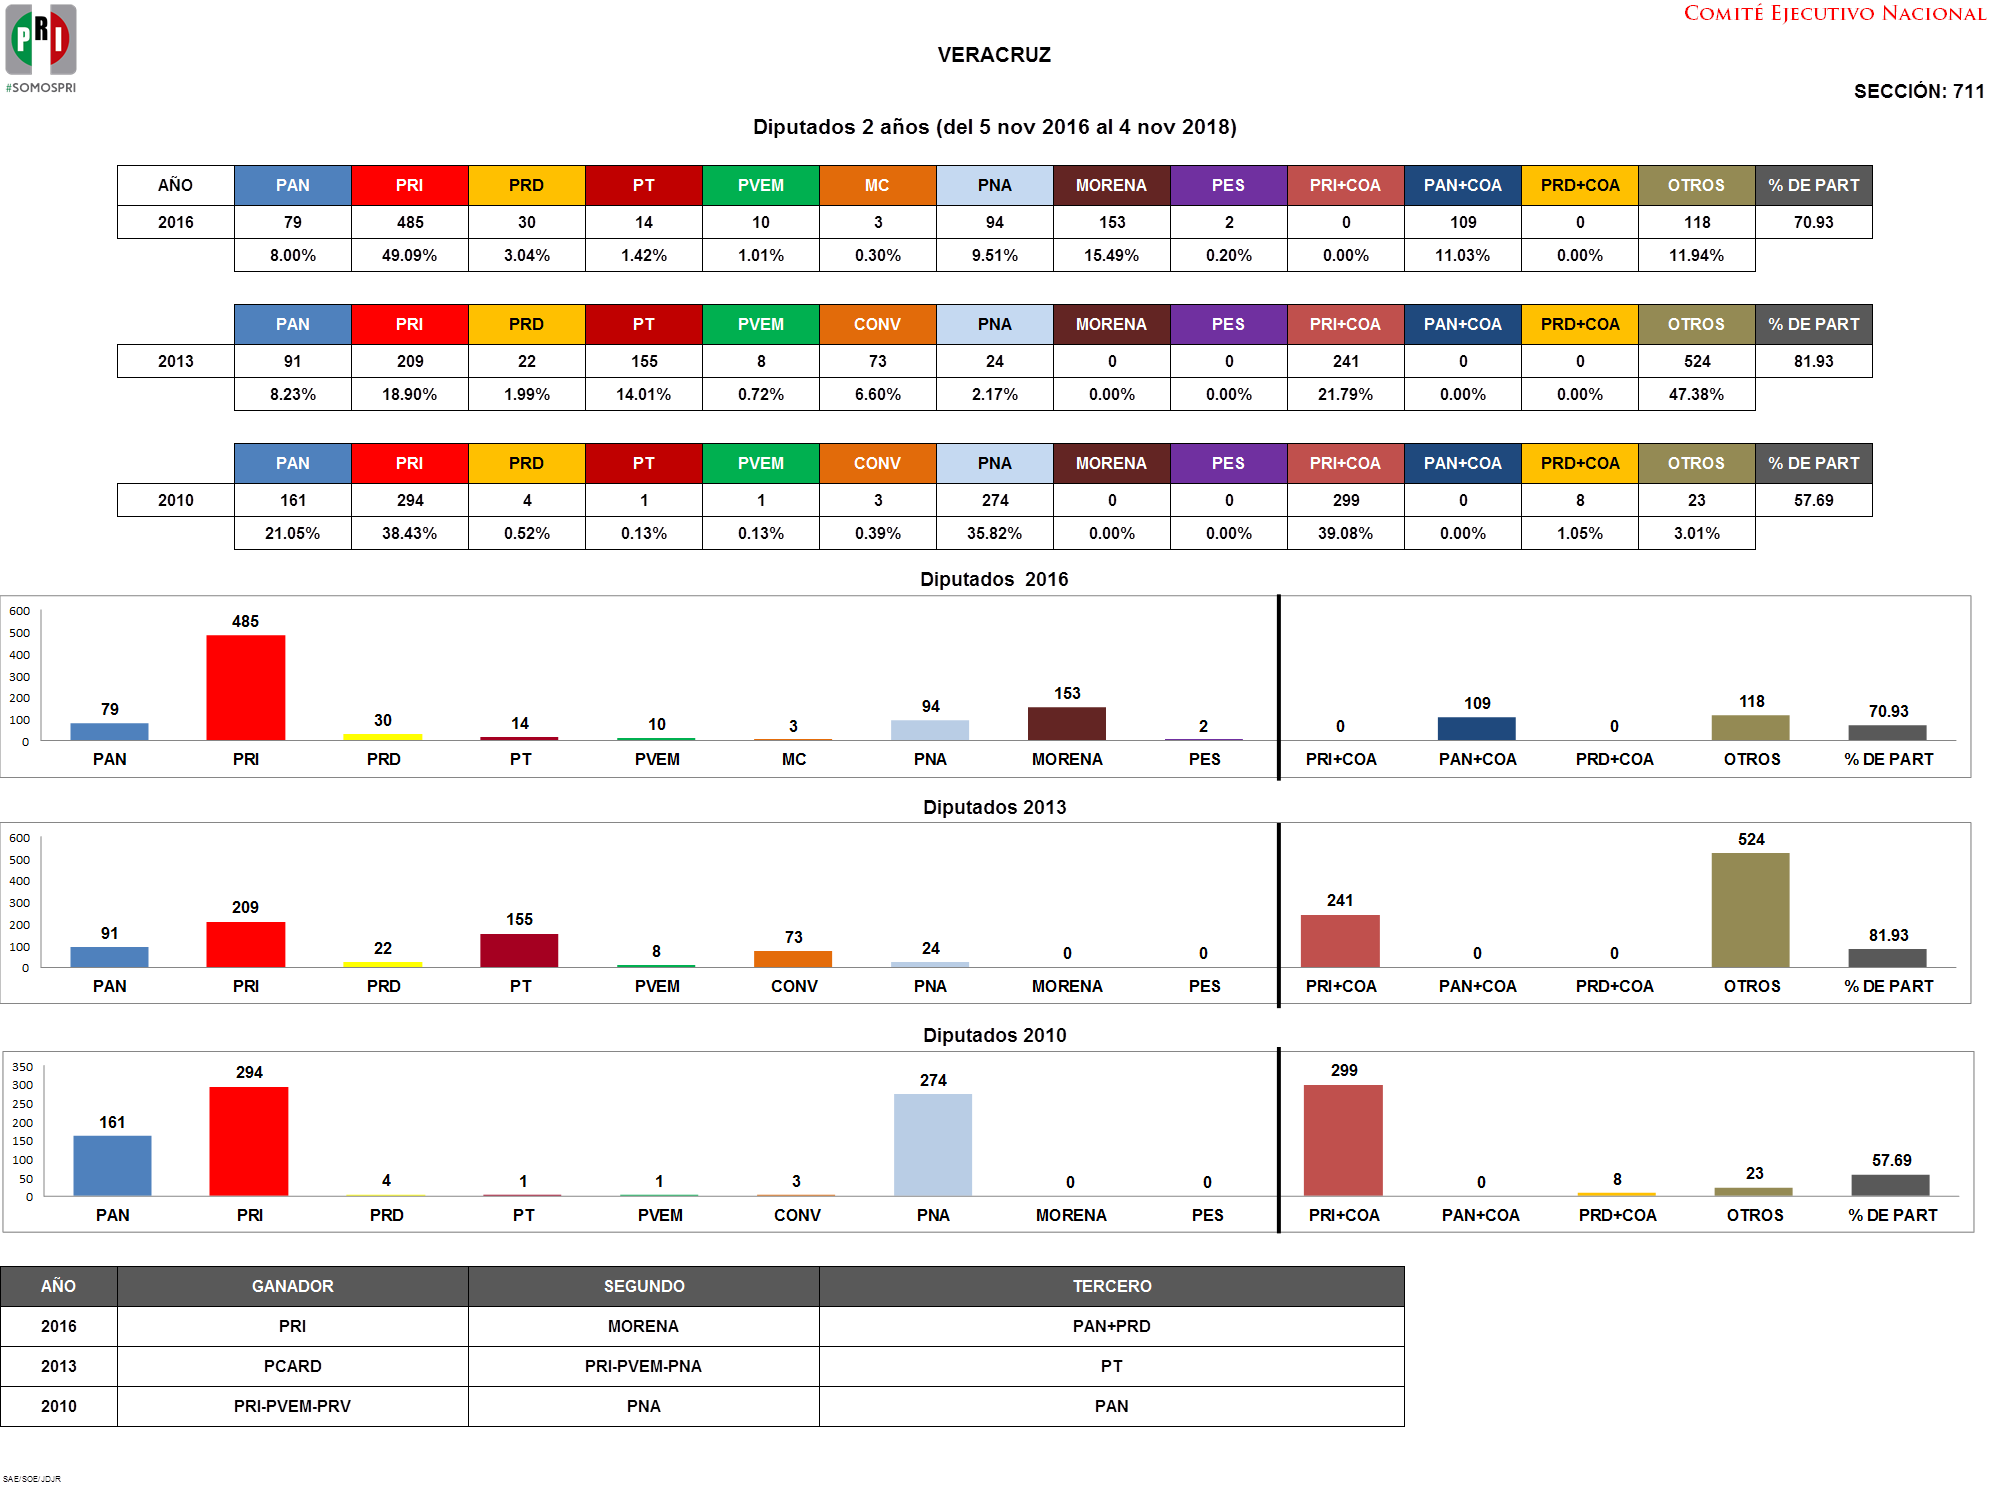 PRI
#SOMOSPRI
COMITÉ EJECUTIVO NACIONAL
VERACRUZ
SECCIÓN: 711
Diputados 2 años (del 5 nov 2016 al 4 nov 2018)
AÑO PAN PRI PRD PT PVEM MC PNA MORENA PES PRI+COA PAN+COA PRD+COA OTROS % DE PART
2016 79 485 30 14 10 3 94 153 2 0 109 0 118 70.93
8.00% 49.09% 3.04% 1.42% 1.01% 0.30% 9.51% 15.49% 0.20% 0.00% 11.03% 0.00% 11.94%
PAN PRI PRD PT PVEM CONV PNA MORENA PES PRI+COA PAN+COA PRD+COA OTROS % DE PART
2013 91 209 22 155 8 73 24 0 0 241 0 0 524 81.93
8.23% 18.90% 1.99% 14.01% 0.72% 6.60% 2.17% 0.00% 0.00% 21.79% 0.00% 0.00% 47.38%
PAN PRI PRD PT PVEM CONV PNA MORENA PES PRI+COA PAN+COA PRD+COA OTROS % DE PART
2010 161 294 4 1 1 3 274 0 0 299 0 8 23 57.69
21.05% 38.43% 0.52% 0.13% 0.13% 0.39% 35.82% 0.00% 0.00% 39.08% 0.00% 1.05% 3.01%
Diputados 2016
600
500
400
300
200
100
0
79 485 30 14 10 3 94 153 2 0 109 0 118 70.93
PAN PRI PRD PT PVEM MC PNA MORENA PES PRI+COA PAN+COA PRD+COA OTROS % DE PART
Diputados 2013
600
500
400
300
200
100
0
91 209 22 155 8 73 24 0 0 241 0 0 524 81.93
PAN PRI PRD PT PVEM CONV PNA MORENA PES PRI+COA PAN+COA PRD+COA OTROS % DE PART
Diputados 2010
350
300
250
200
150
100
50
0
161 294 4 1 1 3 274 0 0 299 0 8 23 57.69
PAN PRI PRD PT PVEM CONV PNA MORENA PES PRI+COA PAN+COA PRD+COA OTROS % DE PART
AÑO GANADOR SEGUNDO TERCERO
2016 PRI MORENA PAN+PRD
2013 PCARD PRI-PVEM-PNA PT
2010 PRI-PVEM-PRV PNA PAN
SAE/SOE/JDJR